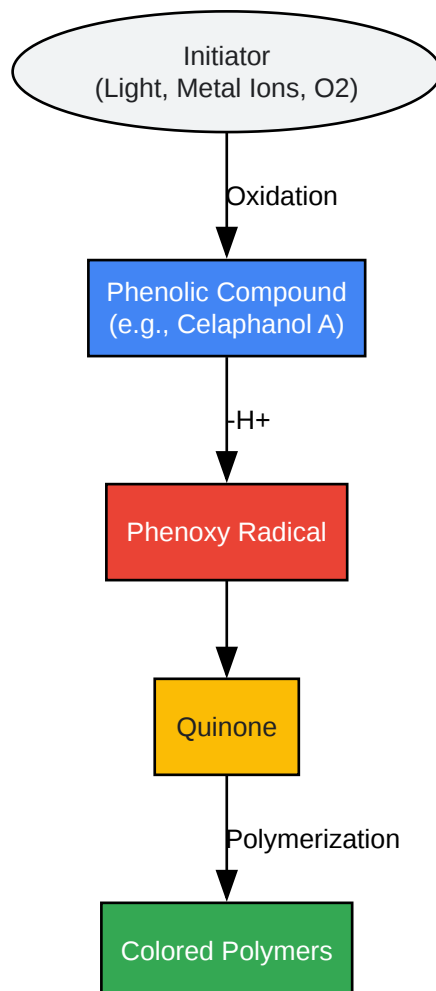 Initiator
(Light, Metal Ions, O2)
Oxidation
Phenolic Compound
(e.g., Celaphanol A)
-H+
Phenoxy Radical
Quinone
Polymerization
Colored Polymers